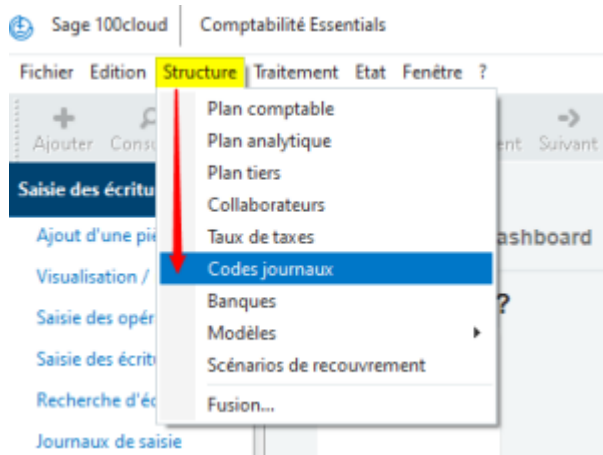 Sage 100cloud Comptabilité Essentials
Fichier Edition Structure Traitement Etat Fenêtre ?
Ajouter Suivant
Plan comptable
Plan analytique
Plan tiers
Collaborateurs
Taux de taxes
Codes journaux
Banques
Modèles
Scénarios de recouvrement
Fusion...
Saisie des écritu
Ajout d'une piè
Visualisation /
Saisie des opér
Saisie des écrit
Recherche d'éc
Journaux de saisie
ashboard
?